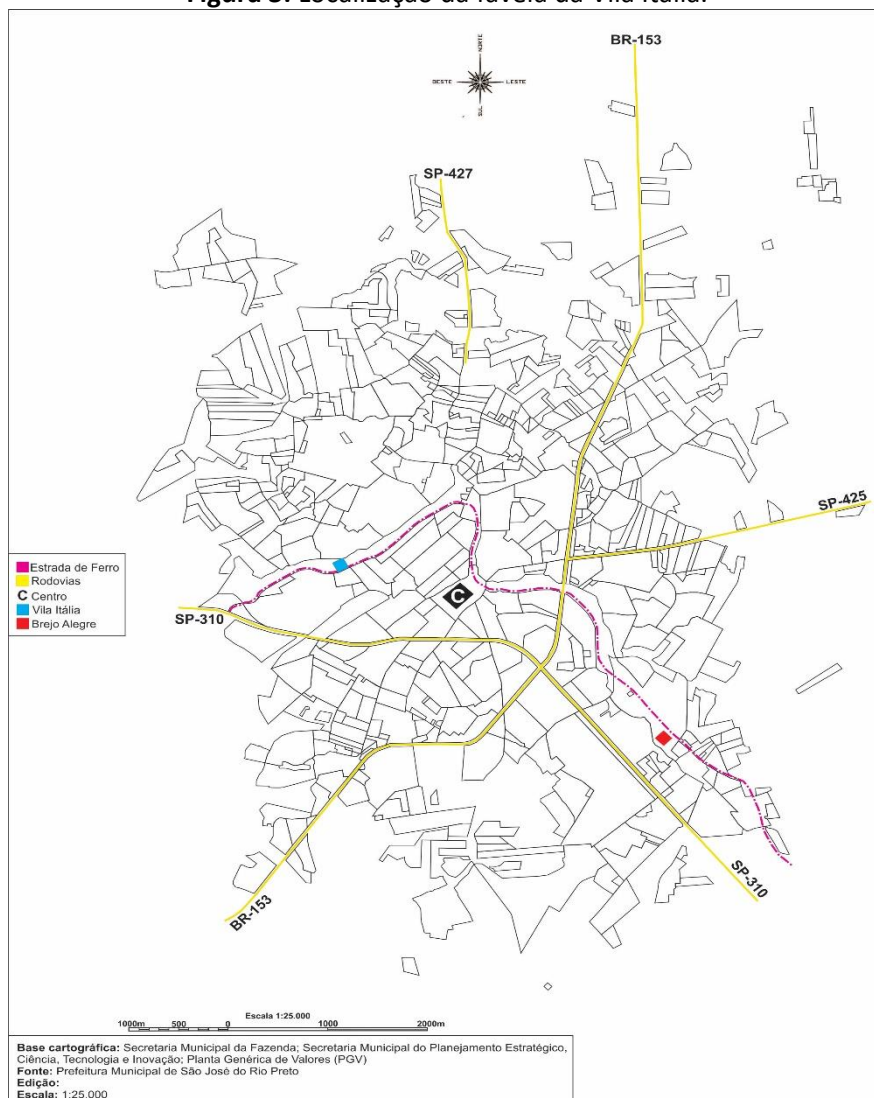 Figura 3: Localização da favela da Vila Itália.
BR-153
NORTE
OESTE
LESTE
SUL
SP-427
SP-425
Estrada de Ferro
Rodovias
C Centro
Vila Itália
Brejo Alegre
C
SP-310
SP-310
BR-153
Escala 1:25.000
1000m 500 0 1000 2000m
Base cartográfica: Secretaria Municipal da Fazenda; Secretaria Municipal do Planejamento Estratégico,
Ciência, Tecnologia e Inovação; Planta Genérica de Valores (PGV)
Fonte: Prefeitura Municipal de São José do Rio Preto
Edição:
Escala: 1:25.000